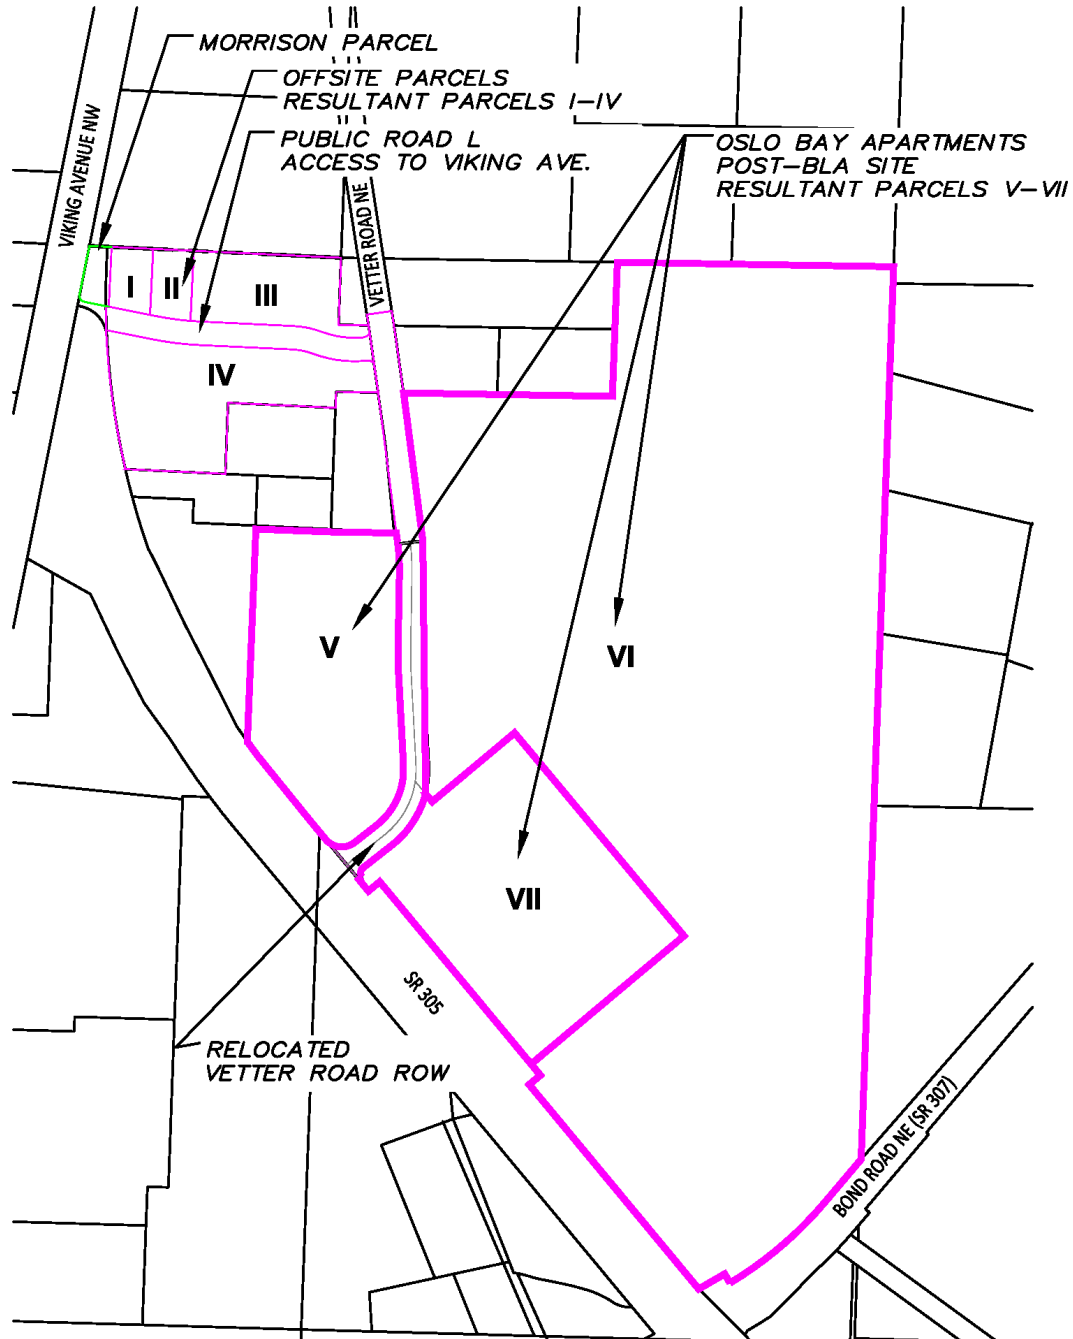 MORRISON PARCEL
OFFSITE PARCELS
RESULTANT PARCELS I-IV
PUBLIC ROAD L
ACCESS TO VIKING AVE.
OSLO BAY APARTMENTS
POST-BLA SITE
RESULTANT PARCELS V-VII
VIKING AVENUE NW
VETTER ROAD NE
I
II
III
IV
V
VI
VII
SR 305
RELOCATED
VETTER ROAD ROW
BOND ROAD NE (SR 307)